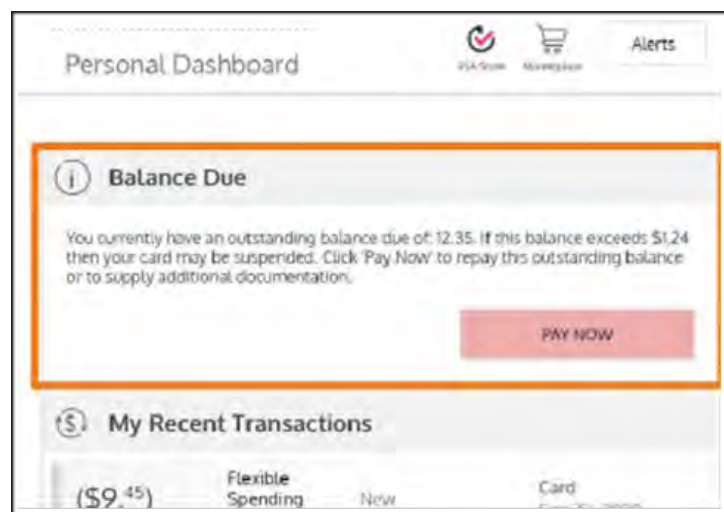 Personal Dashboard
Alerts
Balance Due
You currently have an outstanding balance due of: 12.35. If this balance exceeds $1.24
then your card may be suspended. Click 'Pay Now' to repay this outstanding balance
or to supply additional documentation.
PAY NOW
My Recent Transactions
($9.45)
Flexible
Spending
New
Card